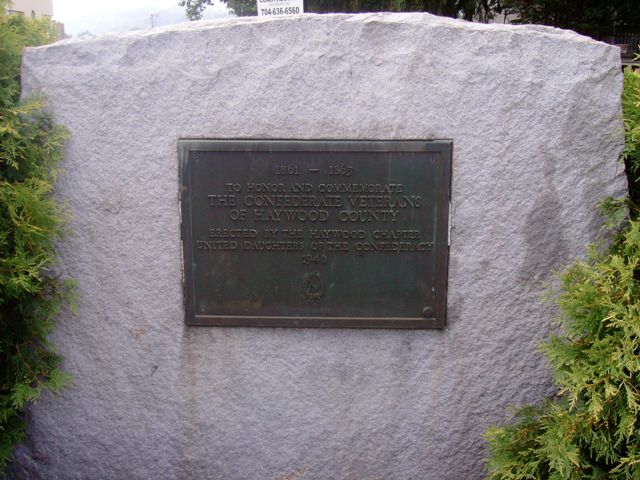 704-636-6560
1861 — 1865
TO HONOR AND COMMEMORATE
THE CONFEDERATE VETERANS
OF HAYWOOD COUNTY
ERECTED BY THE HAYWOOD CHAPTER
UNITED DAUGHTERS OF THE CONFEDERACY
1940